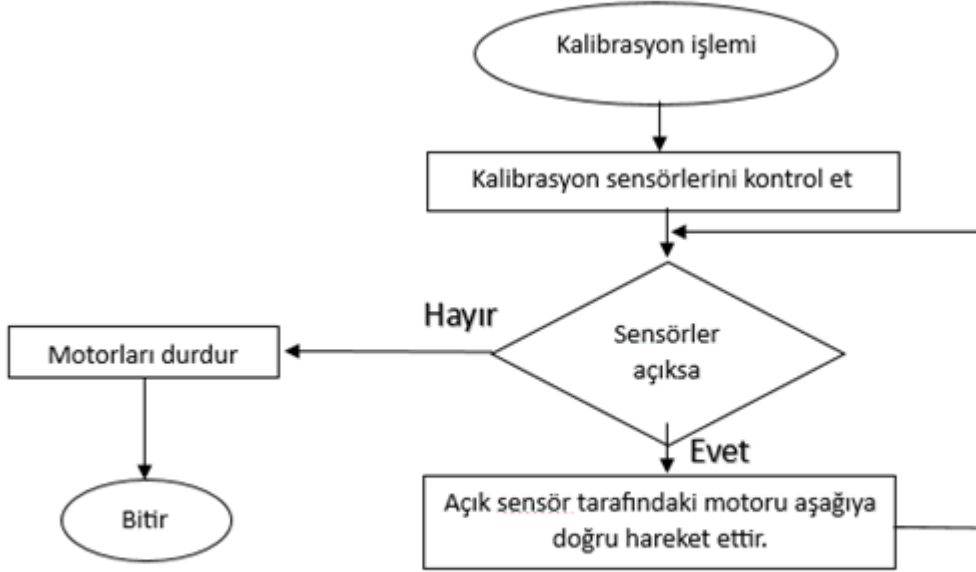 Kalibrasyon işlemi
Kalibrasyon sensörlerini kontrol et
Sensörler
açıksa
Hayır
Motorları durdur
Bitir
Evet
Açık sensör tarafındaki motoru aşağıya
doğru hareket ettir.